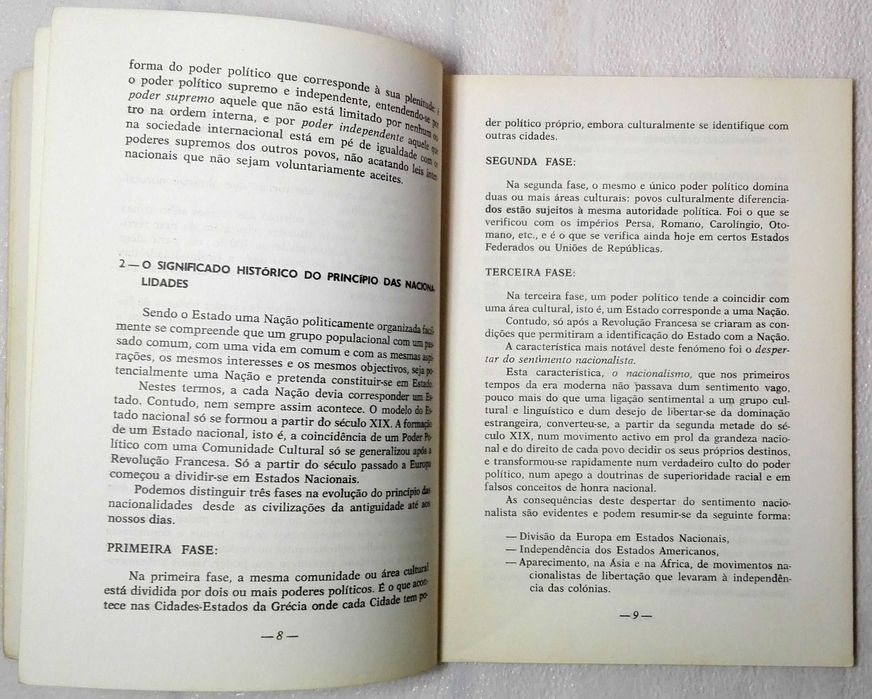 forma do poder político que corresponde à sua plenitude: é
o poder político supremo e independente, entendendo-se por
poder supremo aquele que não está limitado por nenhum ou
tro na ordem interna, e por poder independente aquele que
na sociedade internacional está em pé de igualdade com os
poderes supremos dos outros povos, não acatando leis inter
nacionais que não sejam voluntariamente aceites.
2 — O SIGNIFICADO HISTÓRICO DO PRINCÍPIO DAS NACIONA
LIDADES
Sendo o Estado uma Nação politicamente organizada facil-
mente se compreende que um grupo populacional com um pas-
sado comum, com uma vida em comum e com as mesmas aspi-
rações, os mesmos interesses e os mesmos objectivos, seja po-
tencialmente uma Nação e pretenda constituir-se em Estado.
Nestes termos, a cada Nação devia corresponder um Es-
tado. Contudo, nem sempre assim acontece. O modelo do Es-
tado nacional só se formou a partir do século XIX. A formação
de um Estado nacional, isto é, a coincidência de um Poder Po-
lítico com uma Comunidade Cultural só se generalizou após a
Revolução Francesa. Só a partir do século passado a Europa
começou a dividir-se em Estados Nacionais.
Podemos distinguir três fases na evolução do princípio das
nacionalidades desde as civilizações da antiguidade até aos
nossos dias.
PRIMEIRA FASE:
Na primeira fase, a mesma comunidade ou área cultural
está dividida por dois ou mais poderes políticos. É o que acon-
tece nas Cidades-Estados da Grécia onde cada Cidade tem po-
— 8 —
der político próprio, embora culturalmente se identifique com
outras cidades.
SEGUNDA FASE:
Na segunda fase, o mesmo e único poder político domina
duas ou mais áreas culturais: povos culturalmente diferencia-
dos estão sujeitos à mesma autoridade política. Foi o que se
verificou com os impérios Persa, Romano, Carolíngio, Oto-
mano, etc., e é o que se verifica ainda hoje em certos Estados
Federados ou Uniões de Repúblicas.
TERCEIRA FASE:
Na terceira fase, um poder político tende a coincidir com
uma área cultural, isto é, um Estado corresponde a uma Nação.
Contudo, só após a Revolução Francesa se criaram as con-
dições que permitiram a identificação do Estado com a Nação.
A característica mais notável deste fenómeno foi o desper-
tar do sentimento nacionalista.
Esta característica, o nacionalismo, que nos primeiros
tempos da era moderna não passava dum sentimento vago,
pouco mais do que uma ligação sentimental a um grupo cul-
tural e linguístico e dum desejo de libertar-se da dominação
estrangeira, converteu-se, a partir da segunda metade do sé-
culo XIX, num movimento activo em prol da grandeza nacio-
nal e do direito de cada povo decidir os seus próprios destinos,
e transformou-se rapidamente num verdadeiro culto do poder
político, num apego a doutrinas de superioridade racial e em
falsos conceitos de honra nacional.
As consequências deste despertar do sentimento nacio-
nalista são evidentes e podem resumir-se da seguinte forma:
— Divisão da Europa em Estados Nacionais,
— Independência dos Estados Americanos,
— Aparecimento, na Ásia e na África, de movimentos na-
cionalistas de libertação que levaram à independên-
cia das colónias.
— 9 —